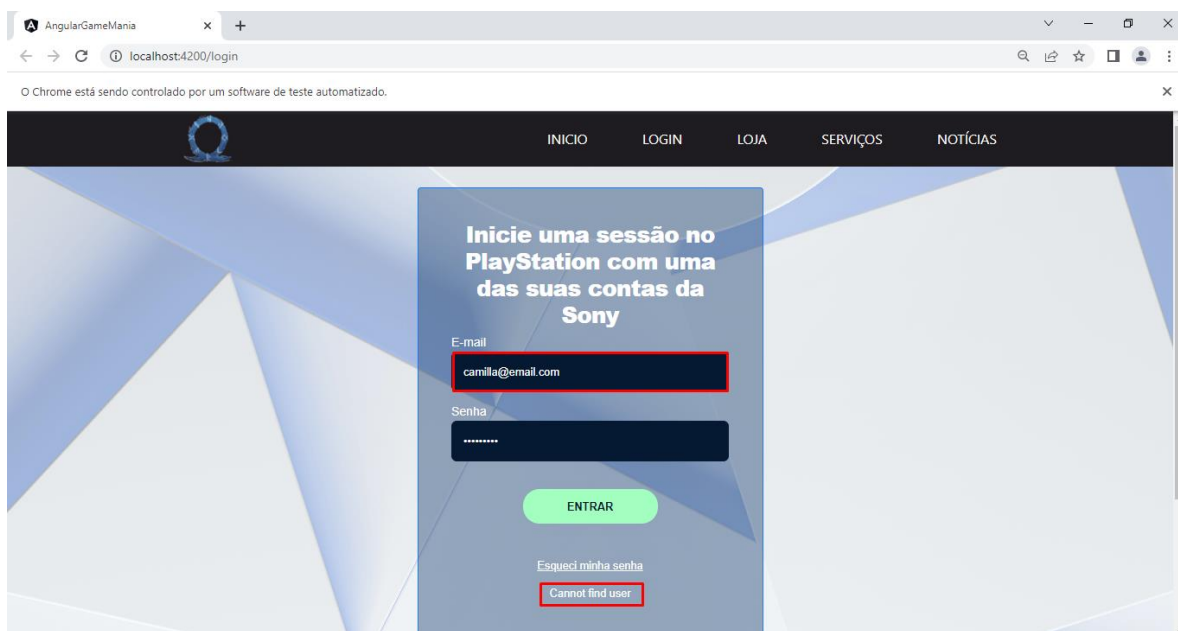 AngularGameMania
localhost:4200/login
O Chrome está sendo controlado por um software de teste automatizado.
INICIO LOGIN LOJA SERVIÇOS NOTÍCIAS
Inicie uma sessão no
PlayStation com uma
das suas contas da
Sony
E-mail
camilla@email.com
Senha
•••••••••
ENTRAR
Esqueci minha senha
Cannot find user